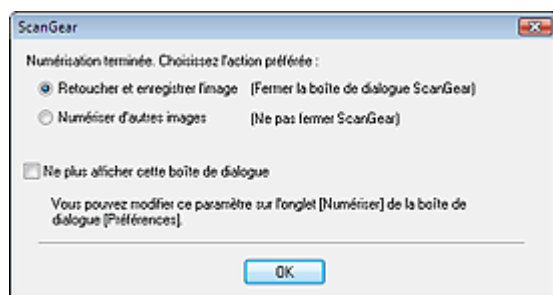 ScanGear
Numérisation terminée. Choisissez l'action préférée :
Retoucher et enregistrer l'image (Fermer la boîte de dialogue ScanGear)
Numériser d'autres images (Ne pas fermer ScanGear)
Ne plus afficher cette boîte de dialogue
Vous pouvez modifier ce paramètre sur l'onglet [Numériser] de la boîte de
dialogue [Préférences].
OK